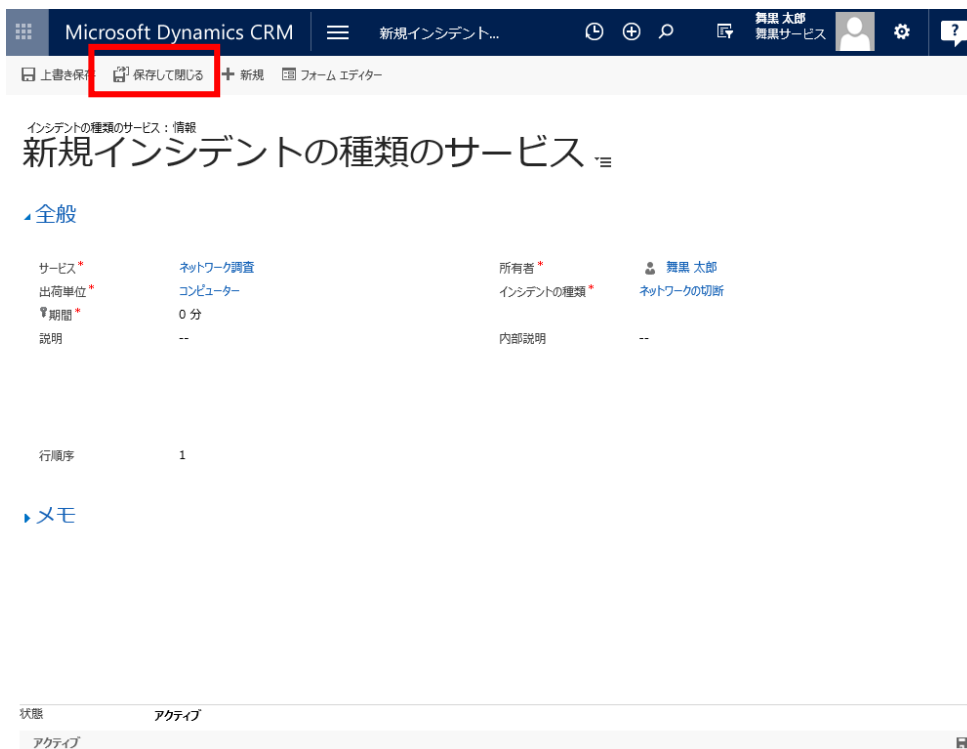 Microsoft Dynamics CRM 新規インシデント... 舞黒 太郎
舞黒サービス ?
上書き保存 保存して閉じる 新規 フォーム エディター
インシデントの種類のサービス : 情報
新規インシデントの種類のサービス
全般
サービス* ネットワーク調査 所有者* 舞黒 太郎
出荷単位* コンピューター インシデントの種類* ネットワークの切断
期間* 0 分
説明 -- 内部説明 --
行順序 1
メモ
状態 アクティブ
アクティブ